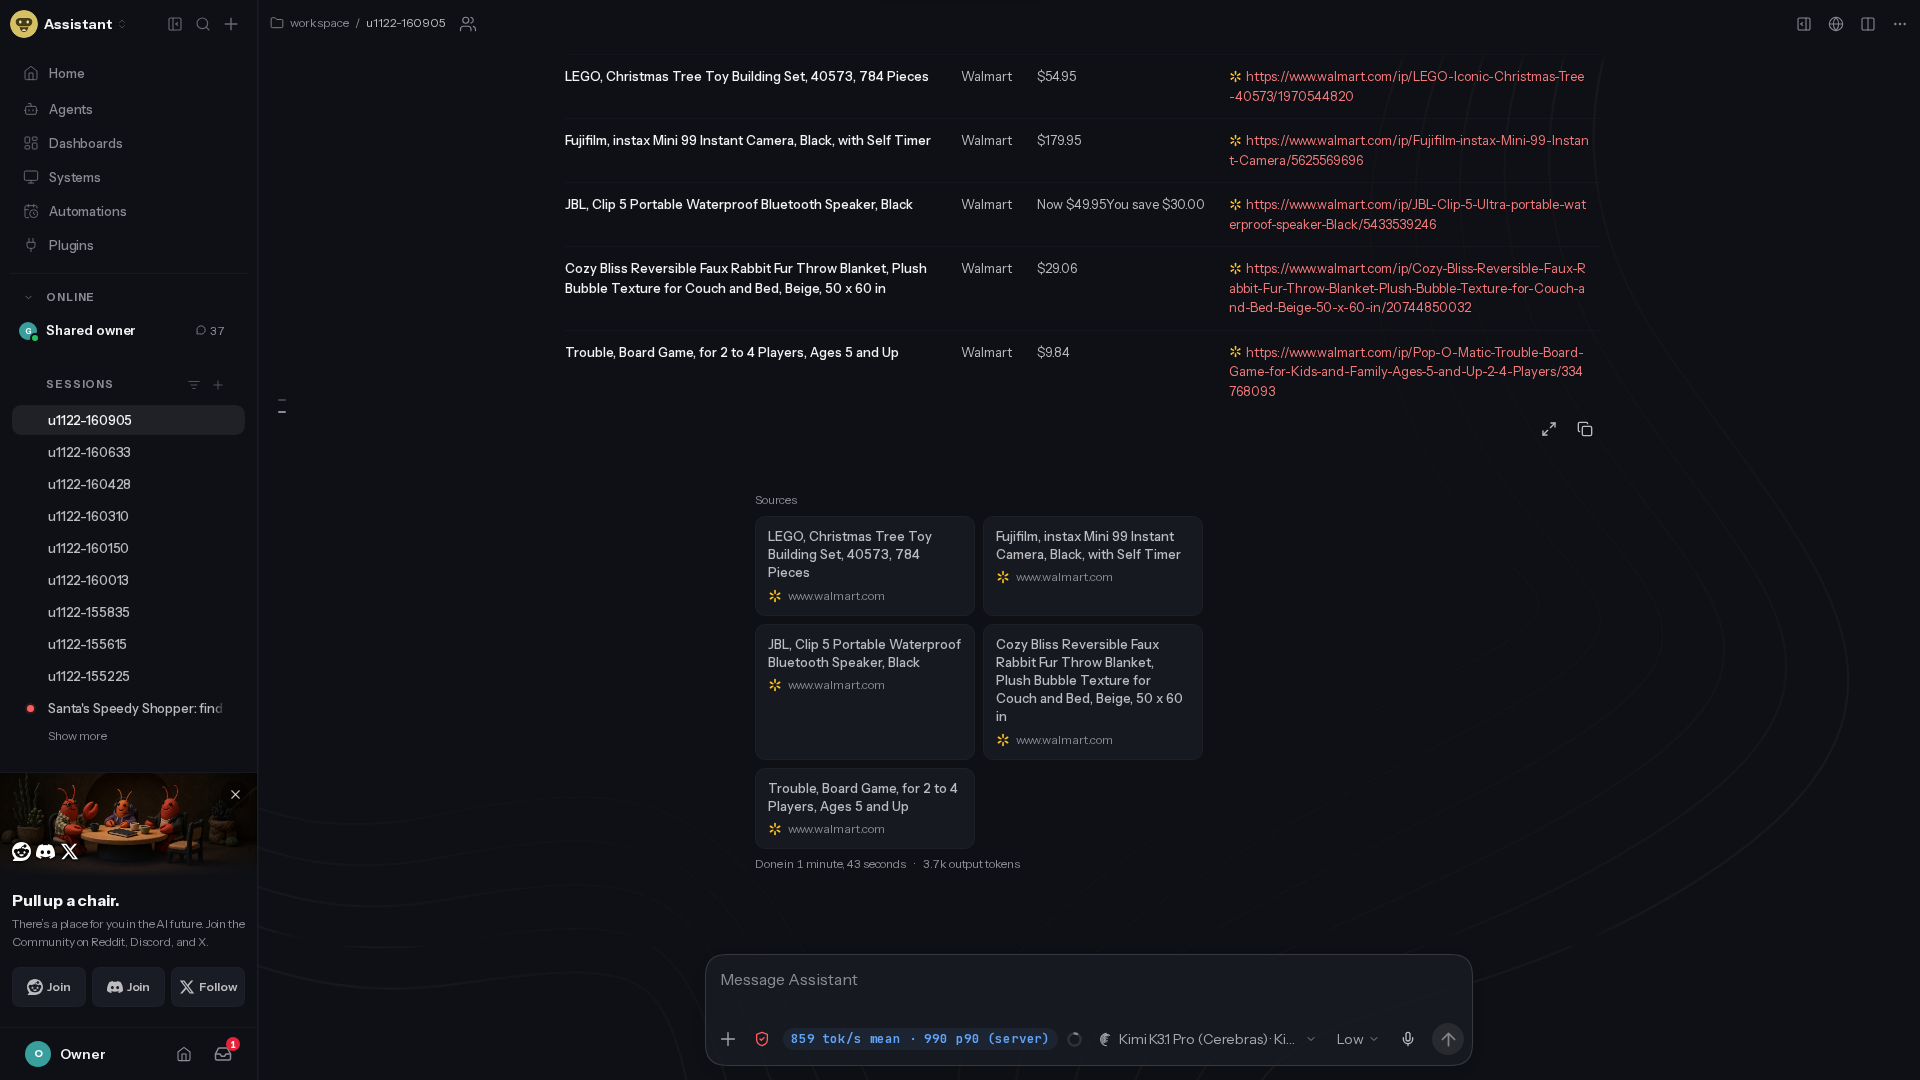 Assistant
workspace / u1122-160905
Home
Agents
Dashboards
Systems
Automations
Plugins
ONLINE
G
Shared owner
37
SESSIONS
u1122-160905
u1122-160633
u1122-160428
u1122-160310
u1122-160150
u1122-160013
u1122-155835
u1122-155615
u1122-155225
Santa's Speedy Shopper: find
Show more
Pull up a chair.
There's a place for you in the AI future. Join the
Community on Reddit, Discord, and X.
Join
Join
Follow
O
Owner
1
LEGO, Christmas Tree Toy Building Set, 40573, 784 Pieces
Walmart
$54.95
https://www.walmart.com/ip/LEGO-Iconic-Christmas-Tree
-40573/1970544820
Fujifilm, instax Mini 99 Instant Camera, Black, with Self Timer
Walmart
$179.95
https://www.walmart.com/ip/Fujifilm-instax-Mini-99-Instan
t-Camera/5625569696
JBL, Clip 5 Portable Waterproof Bluetooth Speaker, Black
Walmart
Now $49.95You save $30.00
https://www.walmart.com/ip/JBL-Clip-5-Ultra-portable-wat
erproof-speaker-Black/5433539246
Cozy Bliss Reversible Faux Rabbit Fur Throw Blanket, Plush
Bubble Texture for Couch and Bed, Beige, 50 x 60 in
Walmart
$29.06
https://www.walmart.com/ip/Cozy-Bliss-Reversible-Faux-R
abbit-Fur-Throw-Blanket-Plush-Bubble-Texture-for-Couch-a
nd-Bed-Beige-50-x-60-in/20744850032
Trouble, Board Game, for 2 to 4 Players, Ages 5 and Up
Walmart
$9.84
https://www.walmart.com/ip/Pop-O-Matic-Trouble-Board-
Game-for-Kids-and-Family-Ages-5-and-Up-2-4-Players/334
768093
Sources
LEGO, Christmas Tree Toy
Building Set, 40573, 784
Pieces
www.walmart.com
Fujifilm, instax Mini 99 Instant
Camera, Black, with Self Timer
www.walmart.com
JBL, Clip 5 Portable Waterproof
Bluetooth Speaker, Black
www.walmart.com
Cozy Bliss Reversible Faux
Rabbit Fur Throw Blanket,
Plush Bubble Texture for
Couch and Bed, Beige, 50 x 60
in
www.walmart.com
Trouble, Board Game, for 2 to 4
Players, Ages 5 and Up
www.walmart.com
Done in 1 minute, 43 seconds · 3.7k output tokens
Message Assistant
859 tok/s mean · 990 p90 (server)
Kimi K3.1 Pro (Cerebras) · Ki...
Low